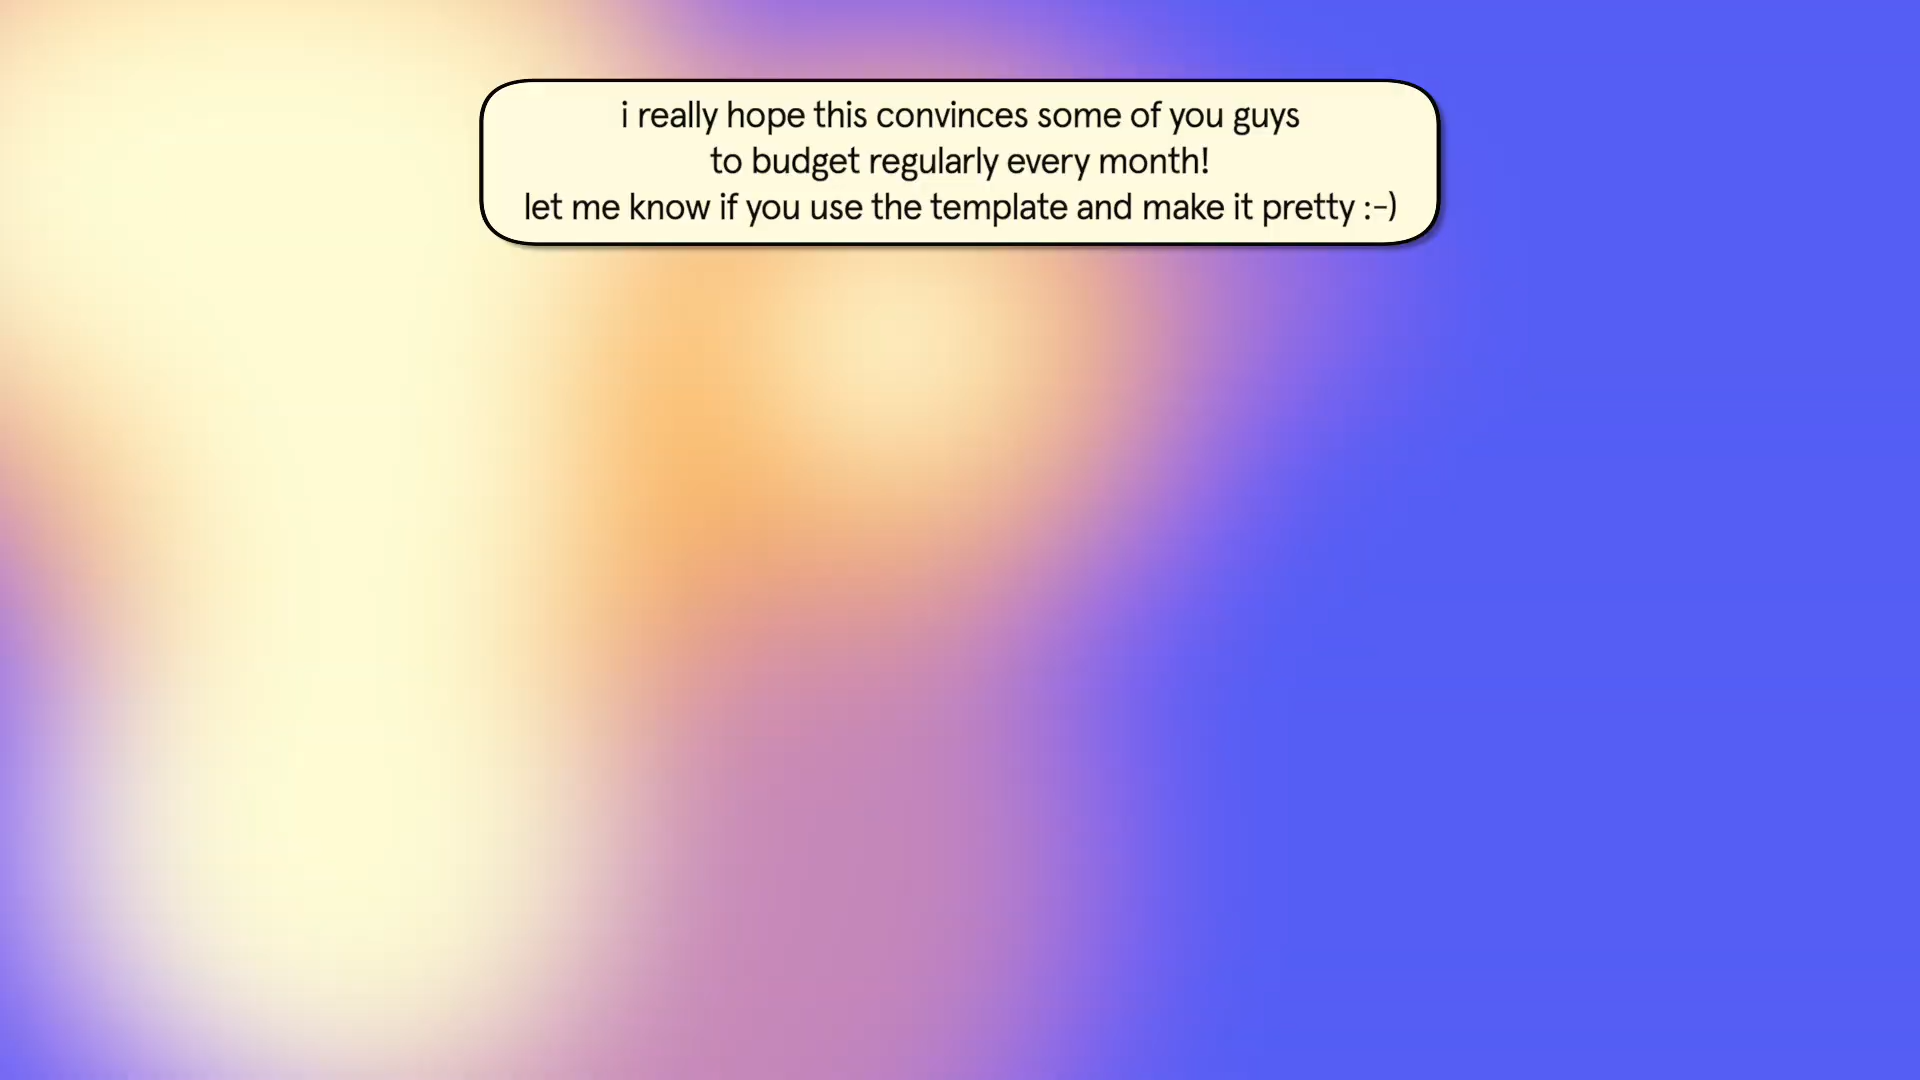 i really hope this convinces some of you guys
to budget regularly every month!
let me know if you use the template and make it pretty :-)